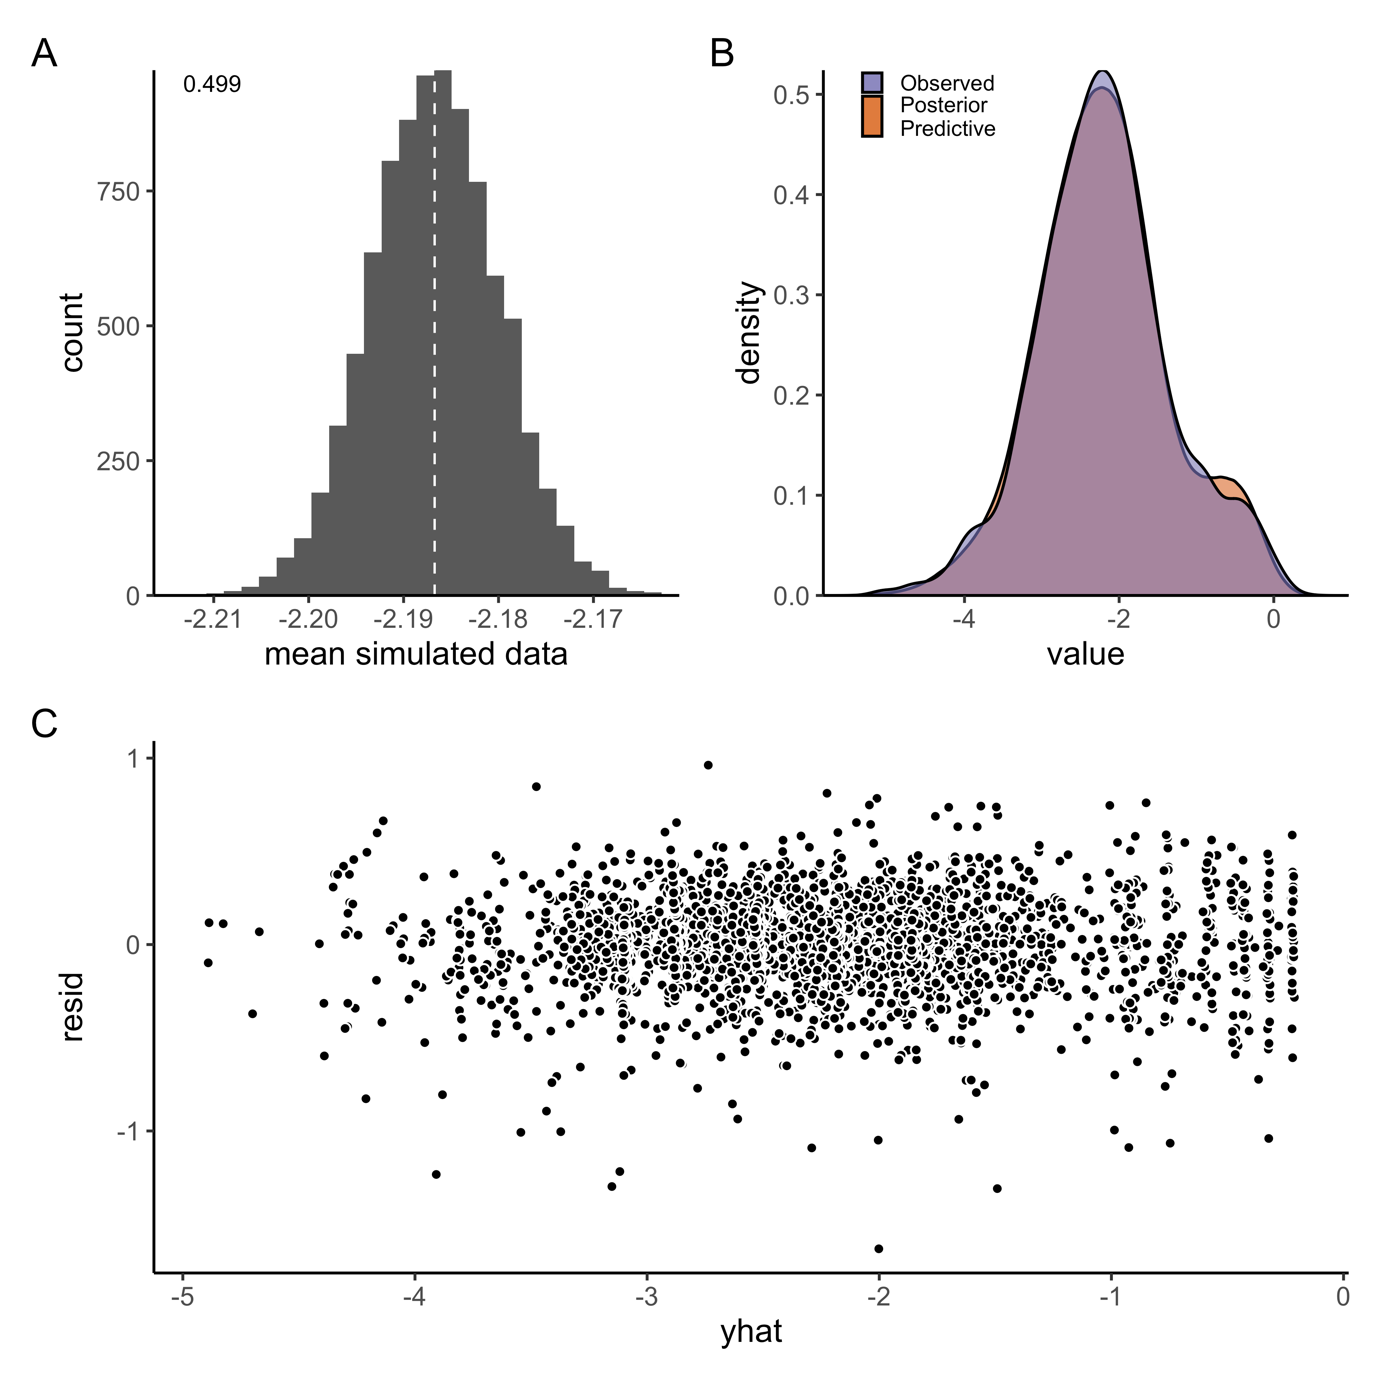 A
0.499
750
500
250
0
count
-2.21 -2.20 -2.19 -2.18 -2.17
mean simulated data
B
Observed
Posterior
Predictive
0.5
0.4
0.3
0.2
0.1
0.0
density
-4 -2 0
value
C
1
0
-1
resid
-5 -4 -3 -2 -1 0
yhat